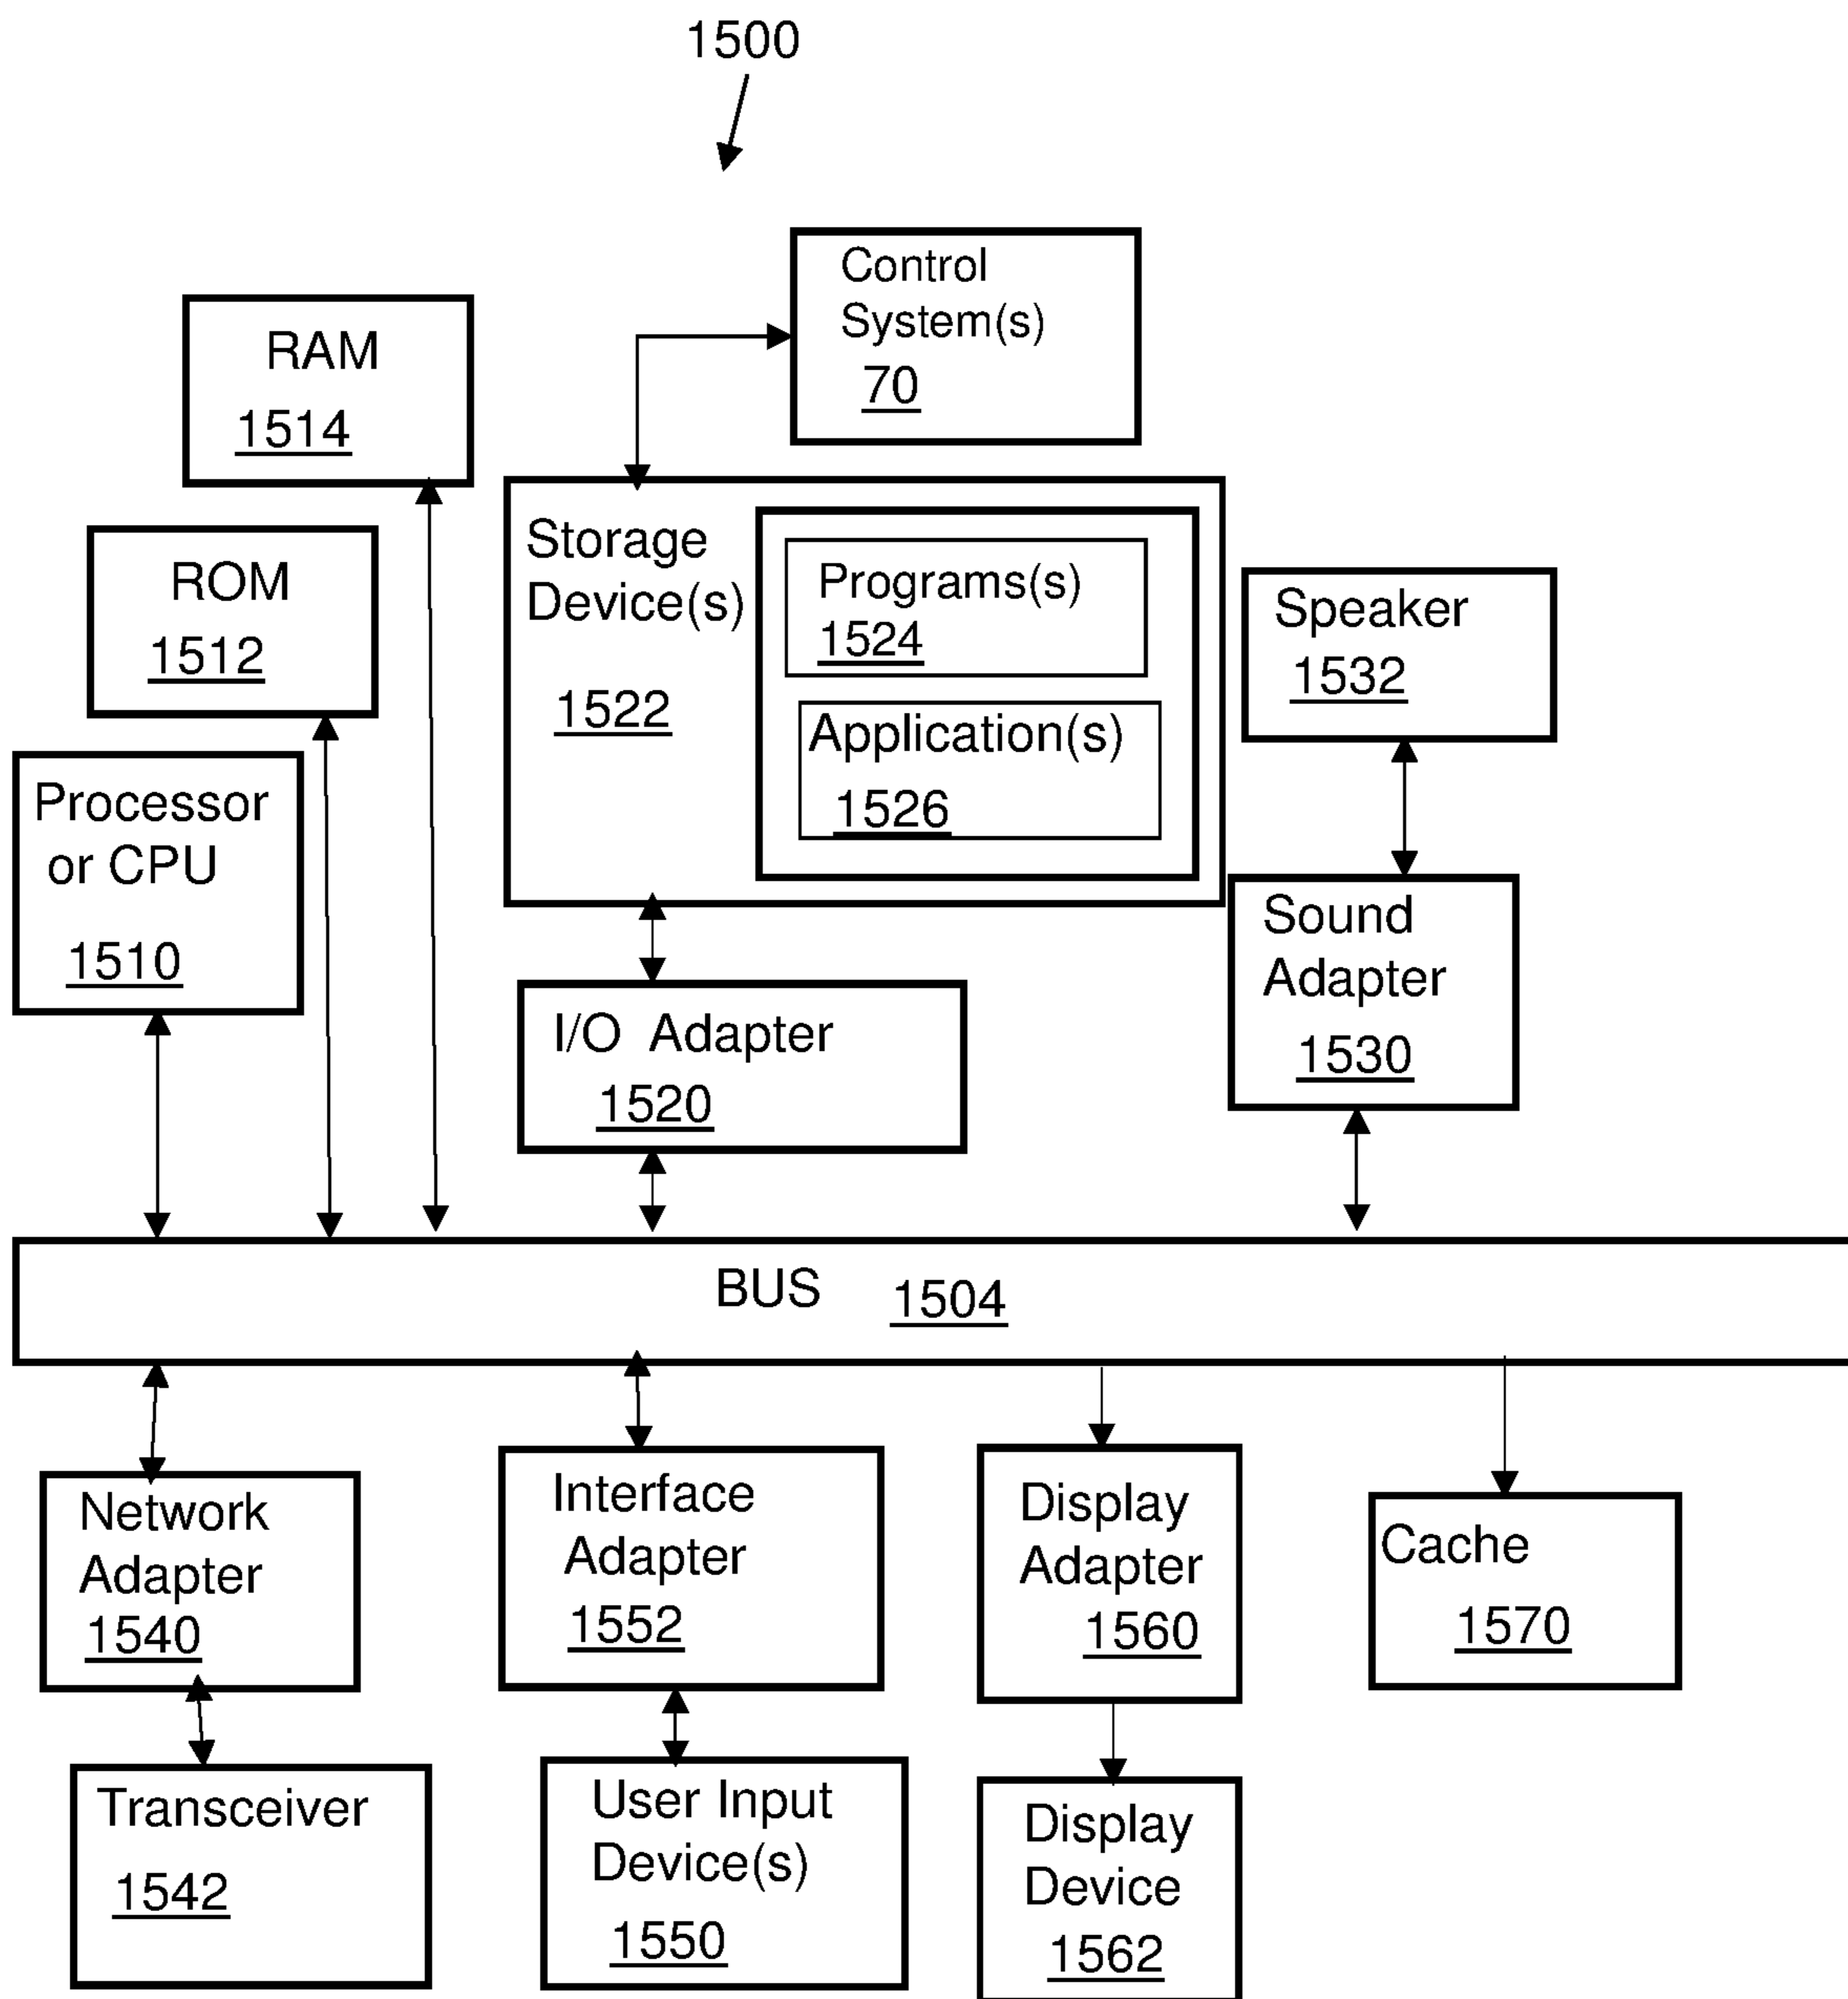 1500
Control
System(s)
70
RAM
1514
ROM
1512
Processor
or CPU
1510
Storage
Device(s)
1522
Programs(s)
1524
Application(s)
1526
Speaker
1532
Sound
Adapter
1530
I/O Adapter
1520
BUS 1504
Network
Adapter
1540
Interface
Adapter
1552
Display
Adapter
1560
Cache
1570
Transceiver
1542
User Input
Device(s)
1550
Display
Device
1562